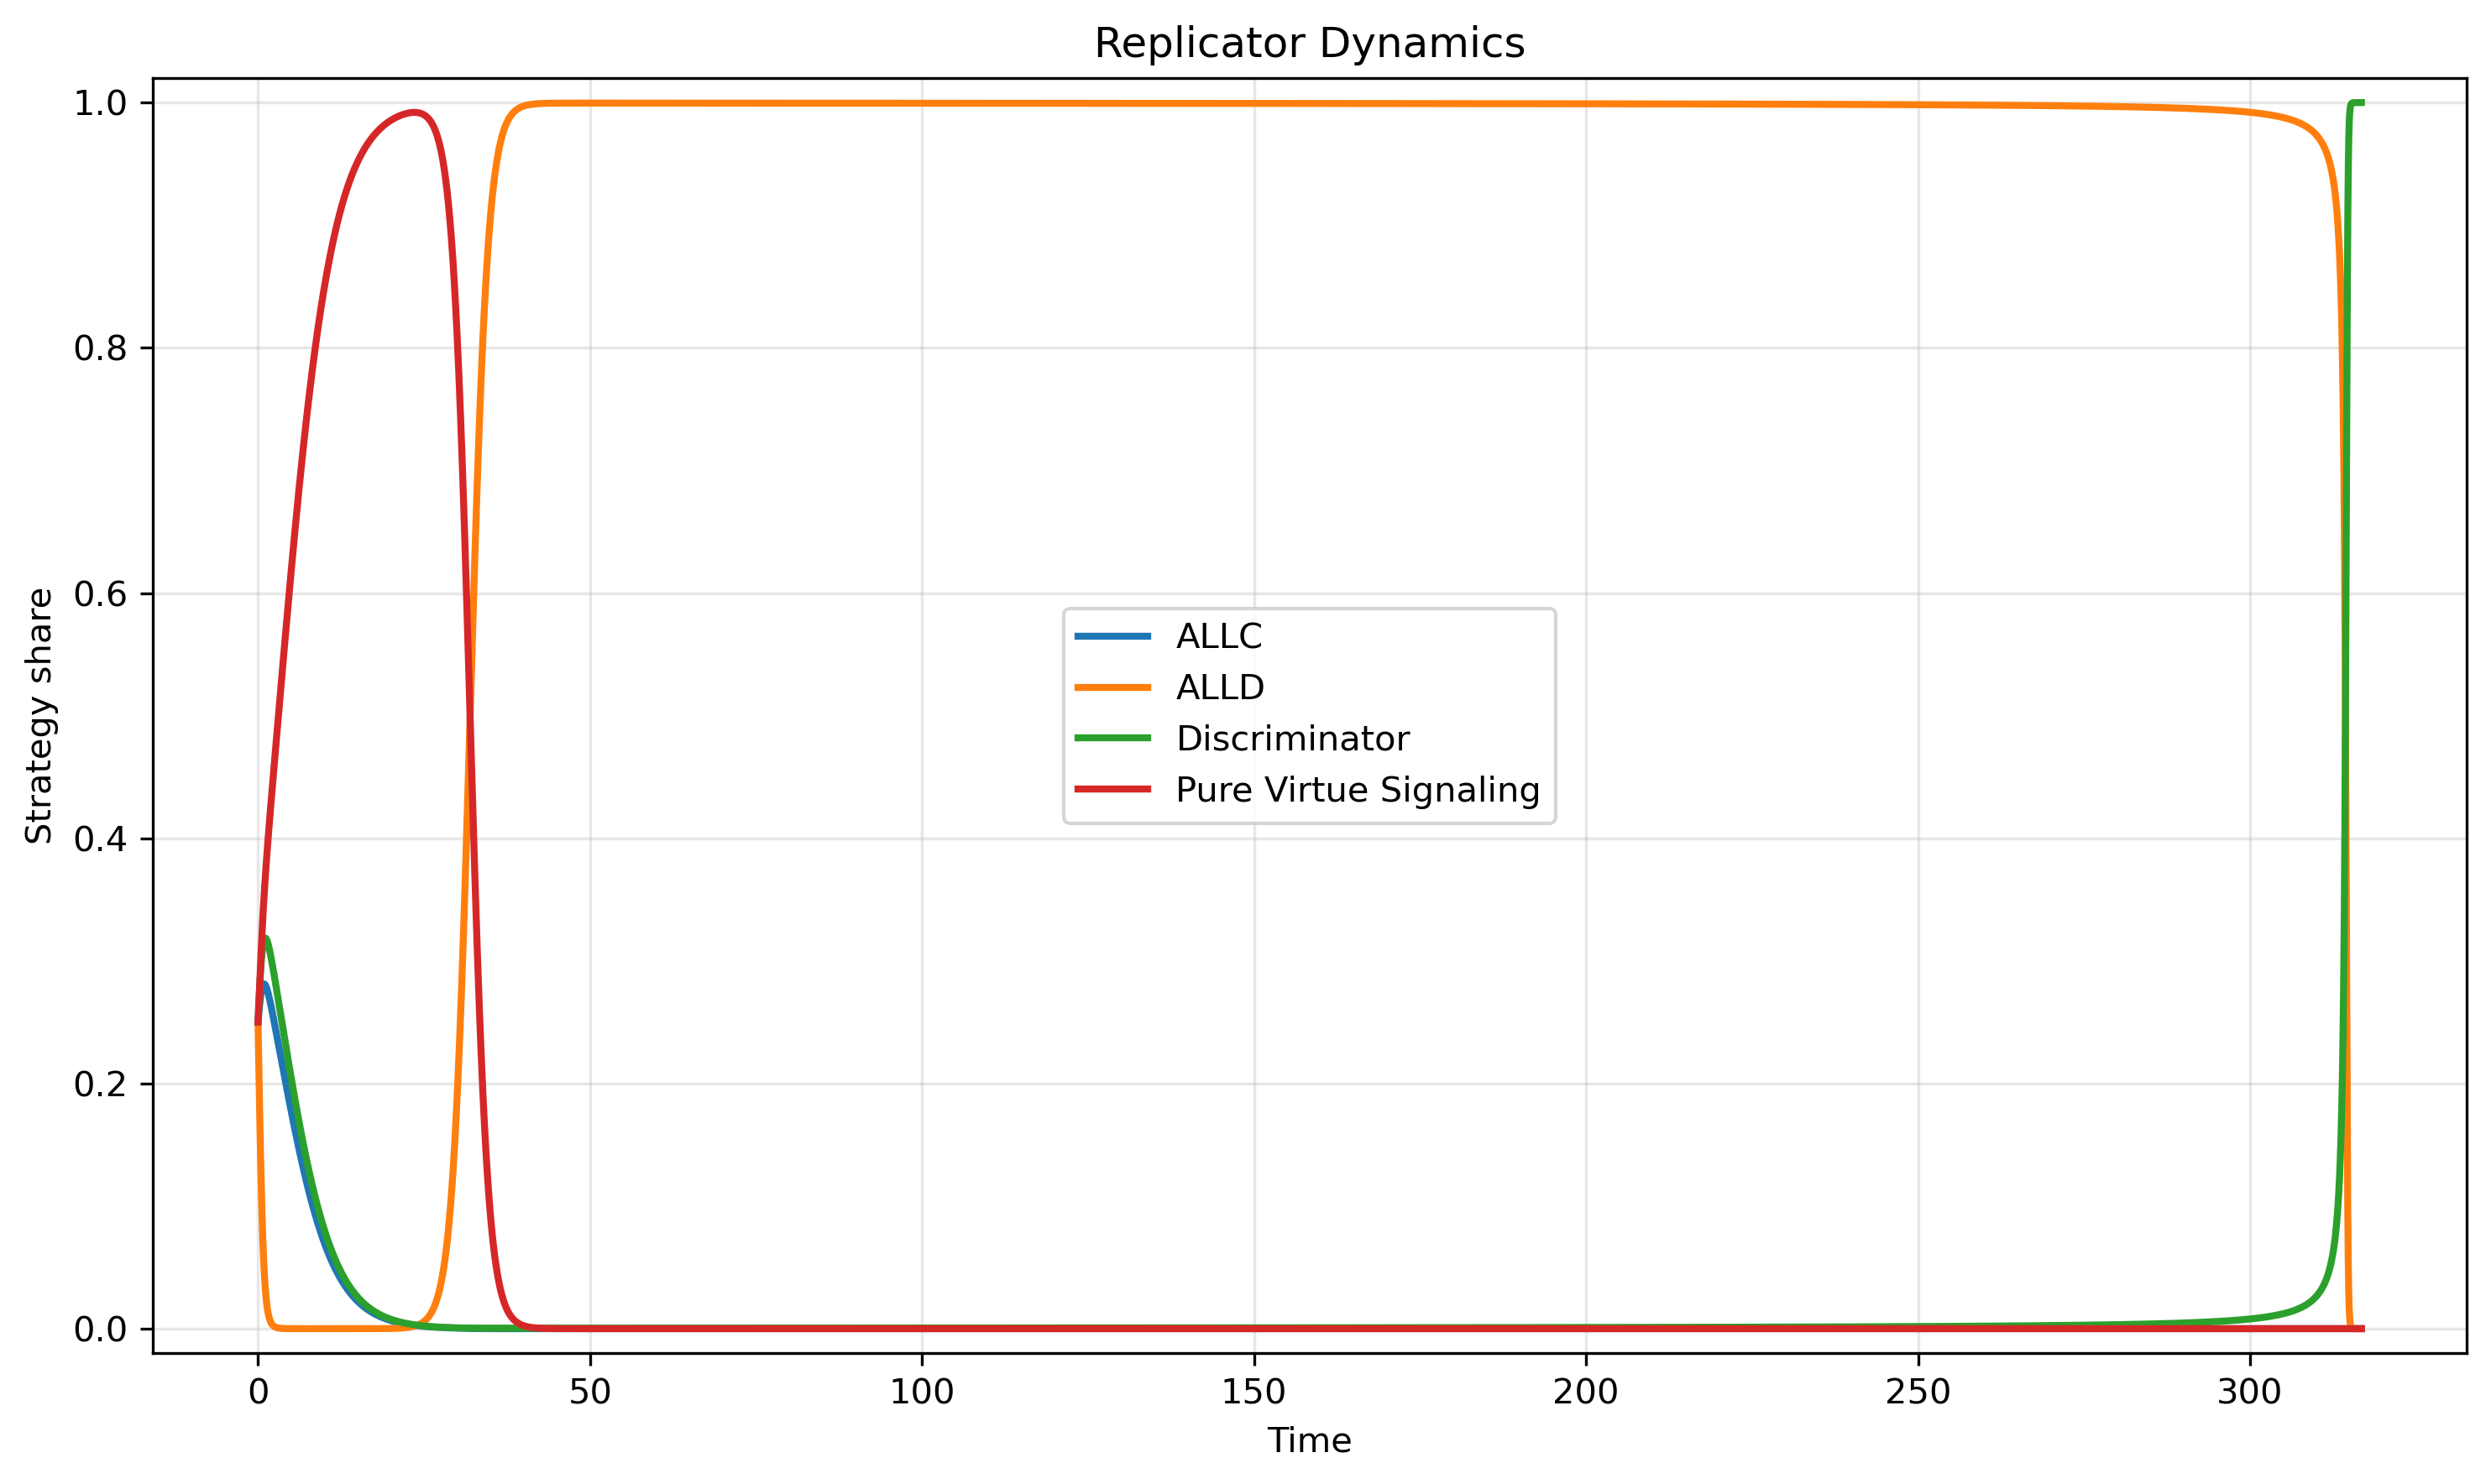 Replicator Dynamics
Strategy share
1.0
0.8
0.6
0.4
0.2
0.0
ALLC
ALLD
Discriminator
Pure Virtue Signaling
0 50 100 150 200 250 300
Time